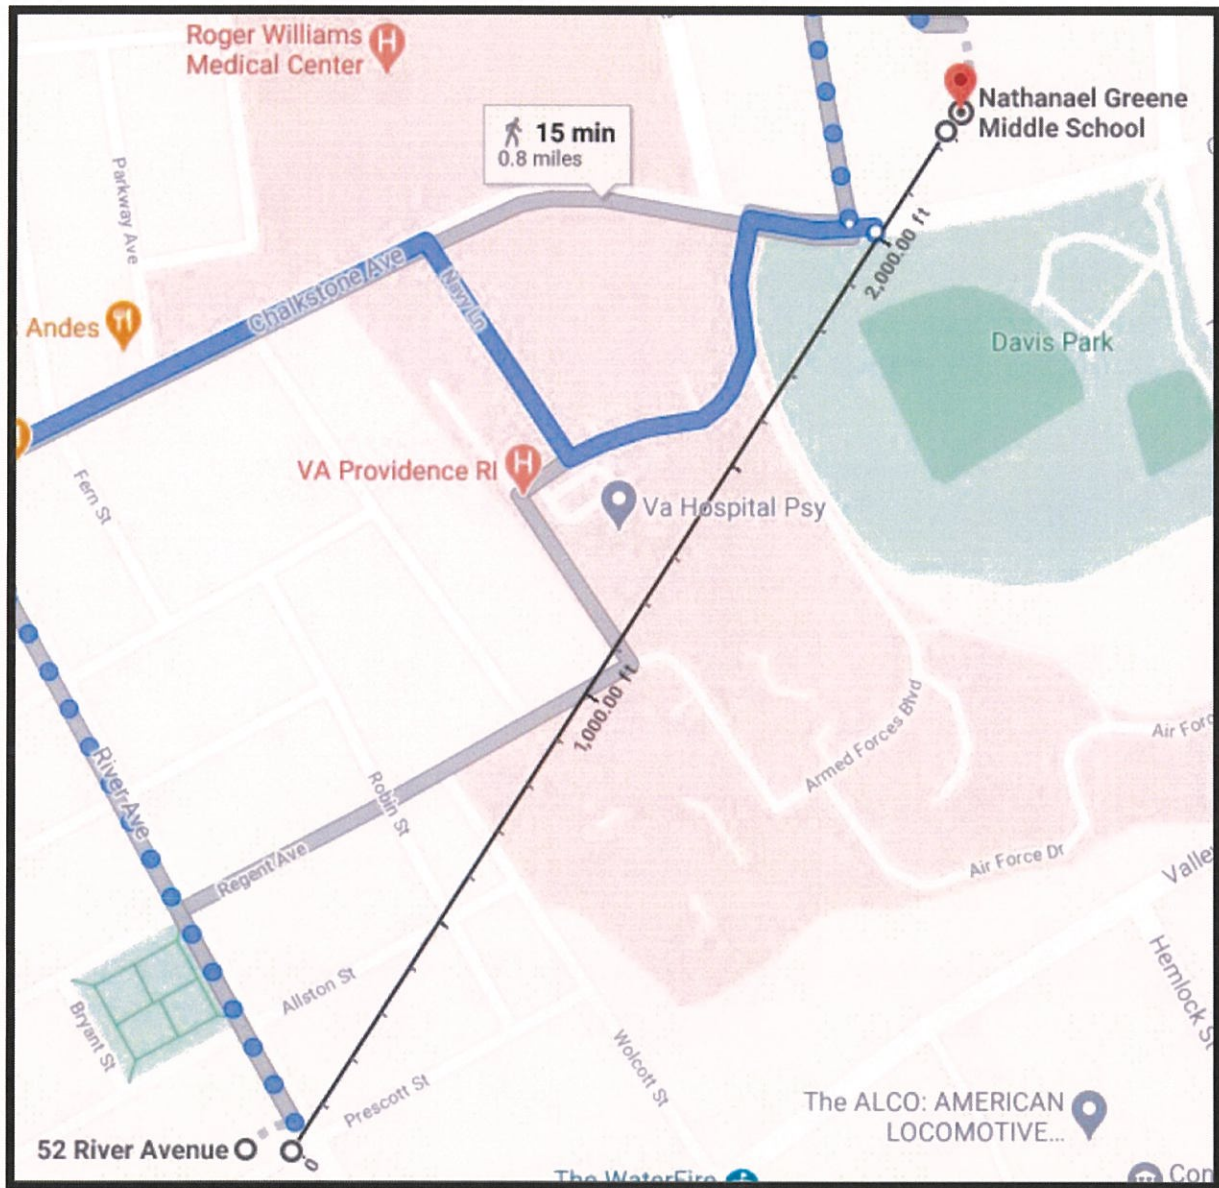 Roger Williams
Medical Center
H
15 min
0.8 miles
Nathanael Greene
Middle School
Parkway Ave
2,000.00 ft
Chalkstone Ave
Navy Ln
Andes
Davis Park
Fern St
VA Providence RI
H
Va Hospital Psy
1,000.00 ft
Armed Forces Blvd
Air Forc
River Ave
Robin St
Regent Ave
Air Force Dr
Valley
Hemlock St
Allston St
Bryant St
Wolcott St
Prescott St
The ALCO: AMERICAN
LOCOMOTIVE...
52 River Avenue
0
The WaterFire
Con